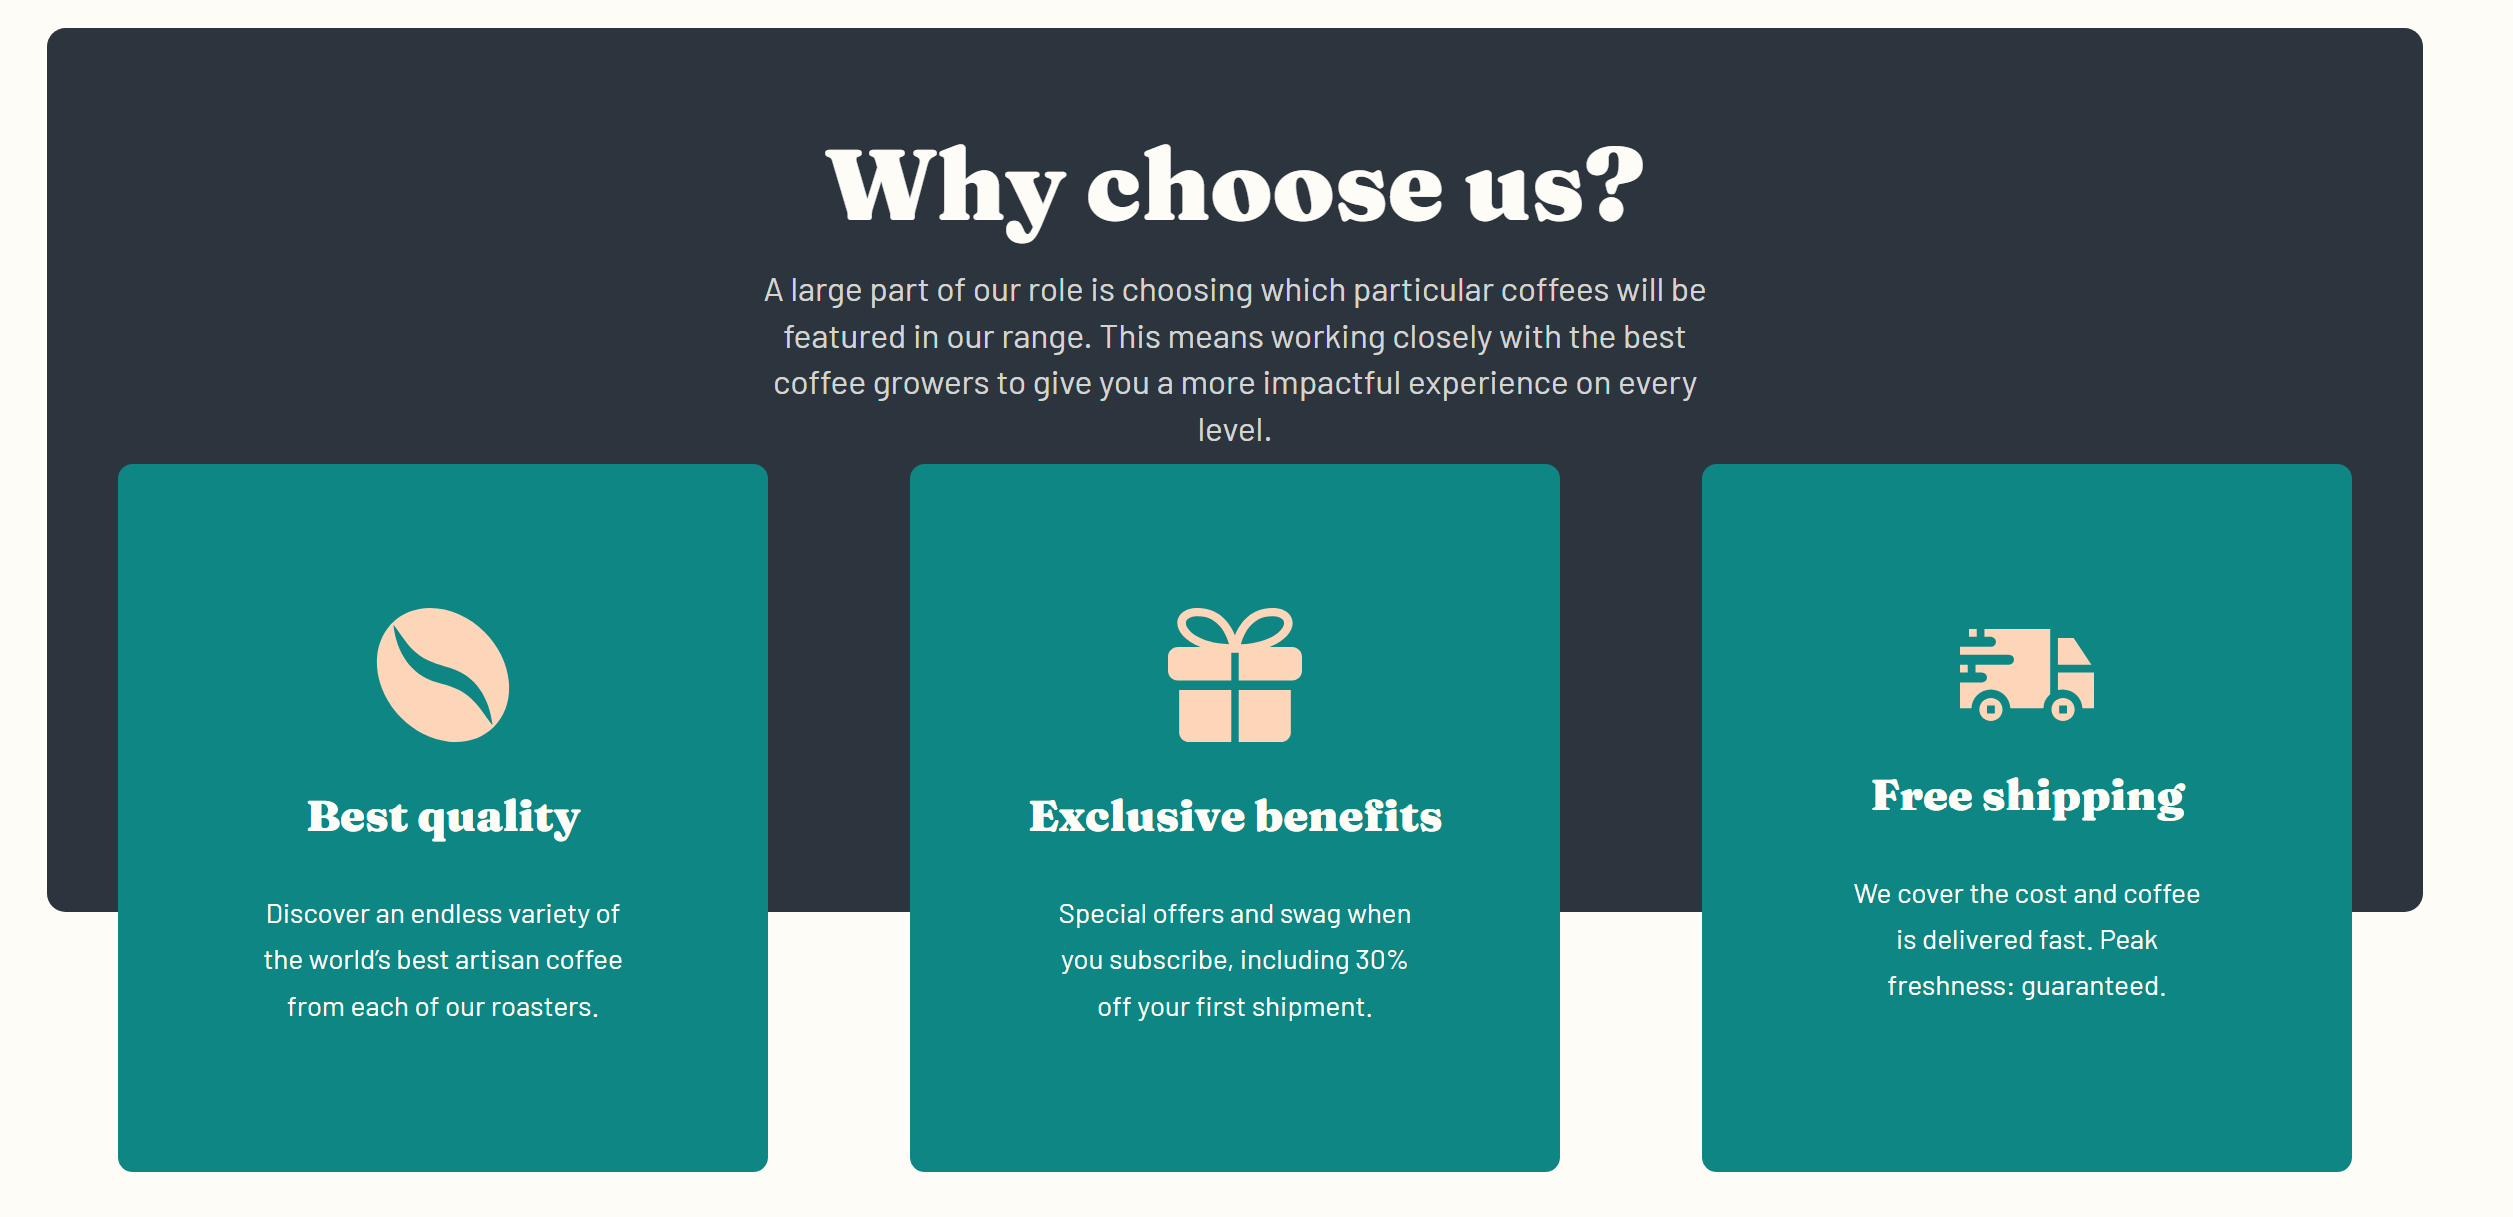 Why choose us?
A large part of our role is choosing which particular coffees will be
featured in our range. This means working closely with the best
coffee growers to give you a more impactful experience on every
level.
Best quality
Discover an endless variety of
the world’s best artisan coffee
from each of our roasters.
Exclusive benefits
Special offers and swag when
you subscribe, including 30%
off your first shipment.
Free shipping
We cover the cost and coffee
is delivered fast. Peak
freshness: guaranteed.